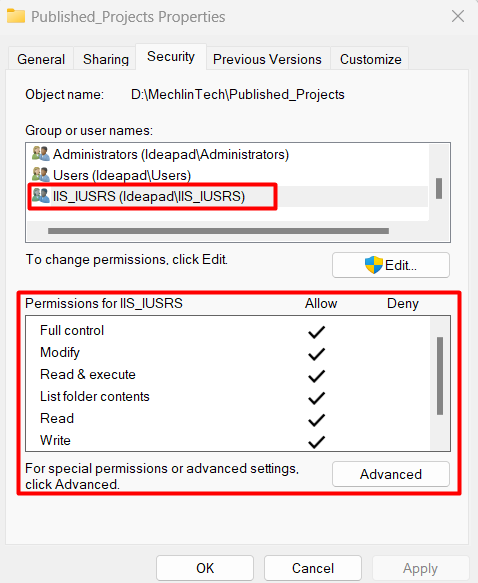 Published_Projects Properties
General Sharing Security Previous Versions Customize
Object name: D:\MechlinTech\Published_Projects
Group or user names:
Administrators (Ideapad\Administrators)
Users (Ideapad\Users)
IIS_IUSRS (Ideapad\IIS_IUSRS)
To change permissions, click Edit.
Edit...
Permissions for IIS_IUSRS Allow Deny
Full control
Modify
Read & execute
List folder contents
Read
Write
For special permissions or advanced settings,
click Advanced.
Advanced
OK Cancel Apply